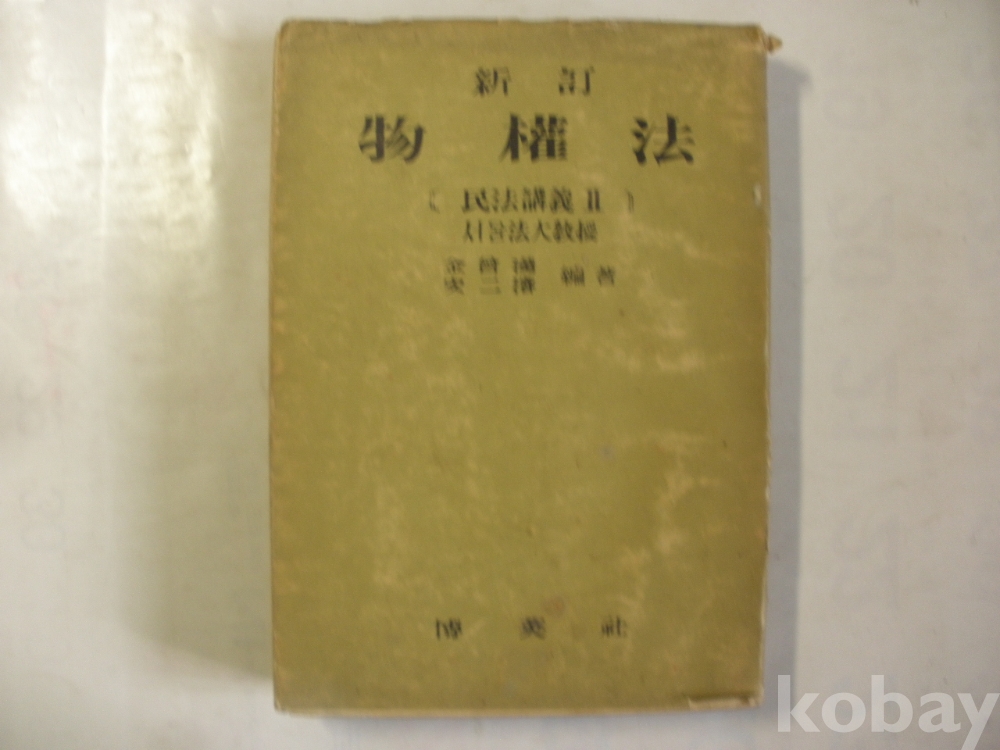 新訂
物權法
(民法講義 II)
서울法大敎授
金曾漢
安二濬 編著
博英社
kobay